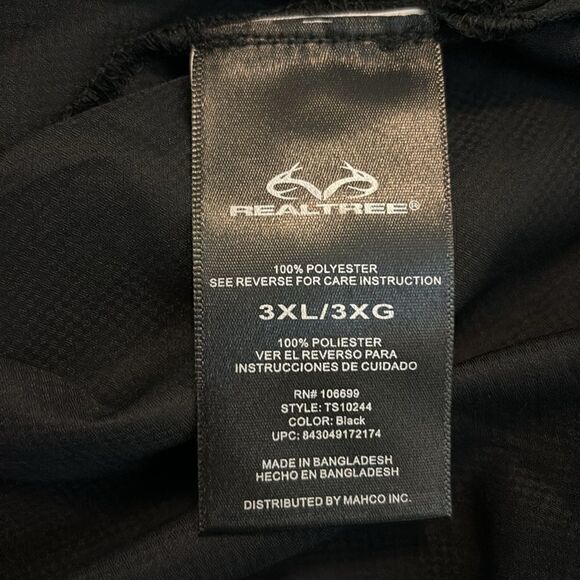 REALTREE®
100% POLYESTER
SEE REVERSE FOR CARE INSTRUCTION
3XL/3XG
100% POLIESTER
VER EL REVERSO PARA
INSTRUCCIONES DE CUIDADO
RN# 106699
STYLE: TS10244
COLOR: Black
UPC: 843049172174
MADE IN BANGLADESH
HECHO EN BANGLADESH
DISTRIBUTED BY MAHCO INC.